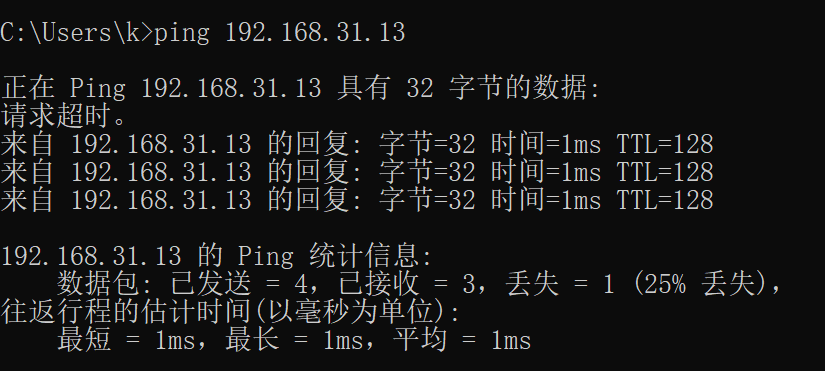 C:\Users\k>ping 192.168.31.13
正在 Ping 192.168.31.13 具有 32 字节的数据:
请求超时。
来自 192.168.31.13 的回复: 字节=32 时间=1ms TTL=128
来自 192.168.31.13 的回复: 字节=32 时间=1ms TTL=128
来自 192.168.31.13 的回复: 字节=32 时间=1ms TTL=128
192.168.31.13 的 Ping 统计信息:
数据包: 已发送 = 4，已接收 = 3，丢失 = 1 (25% 丢失)，
往返行程的估计时间(以毫秒为单位):
最短 = 1ms，最长 = 1ms，平均 = 1ms